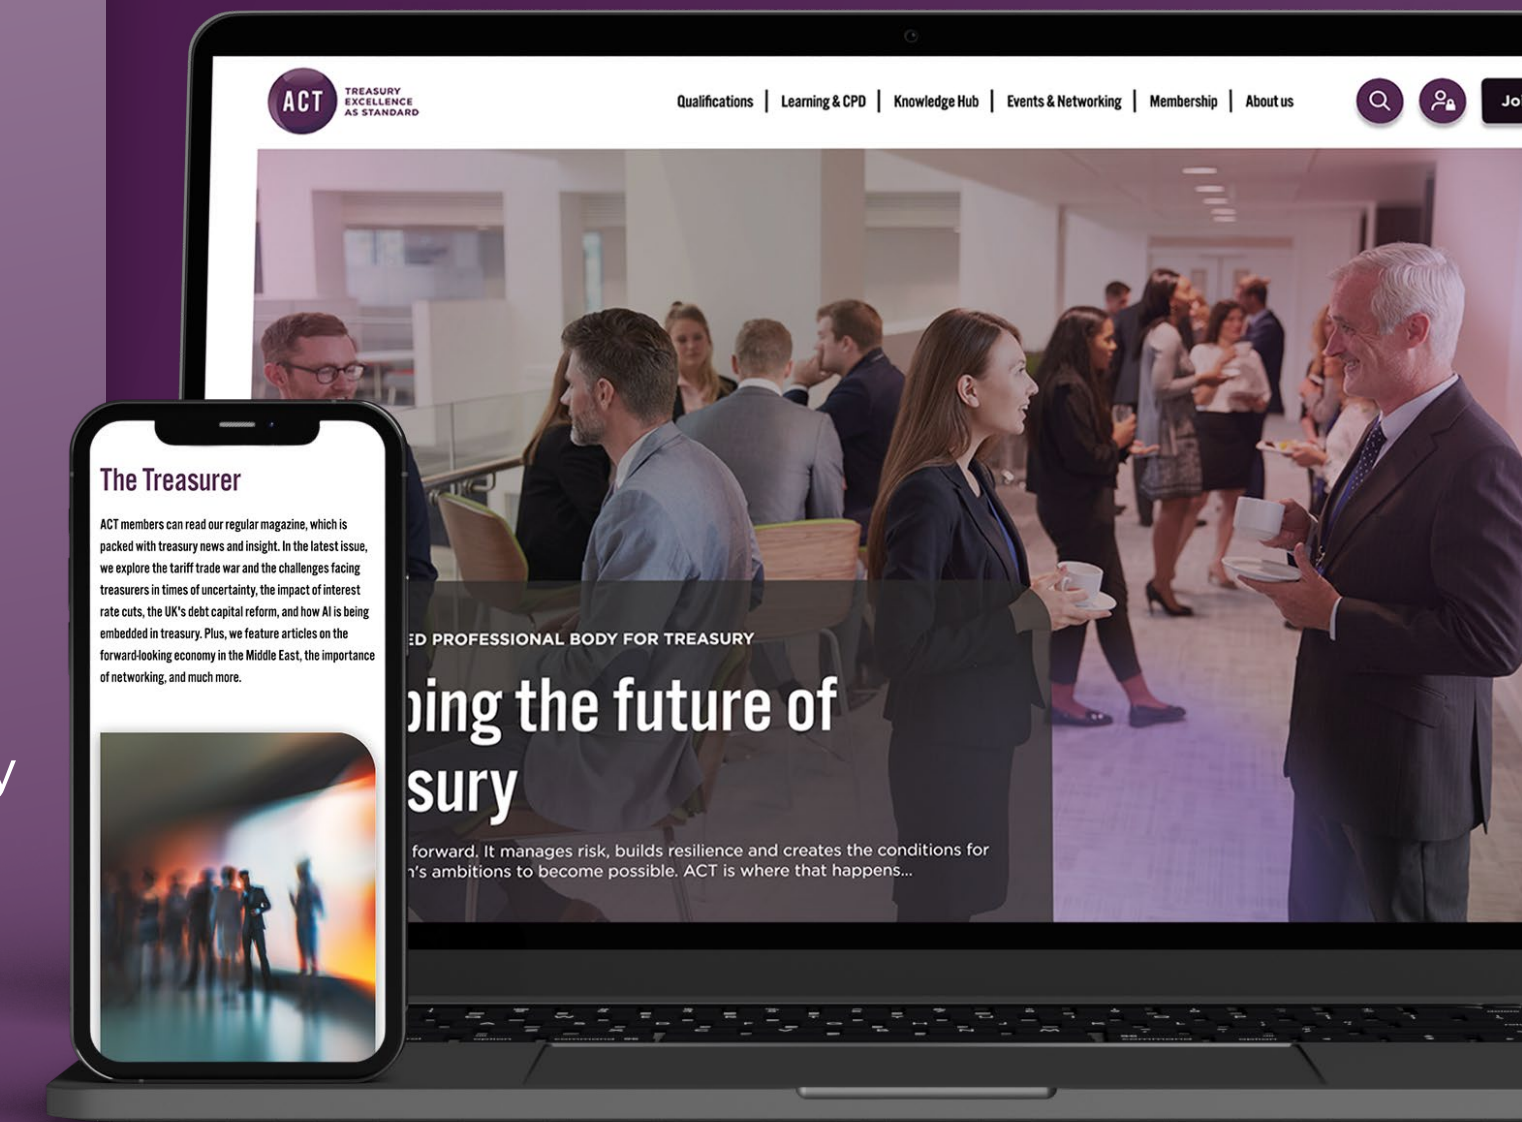 ACT
TREASURY
EXCELLENCE
AS STANDARD
Qualifications | Learning & CPD | Knowledge Hub | Events & Networking | Membership | About us
The Treasurer
ACT members can read our regular magazine, which is
packed with treasury news and insight. In the latest issue,
we explore the tariff trade war and the challenges facing
treasurers in times of uncertainty, the impact of interest
rate cuts, the UK's debt capital reform, and how AI is being
embedded in treasury. Plus, we feature articles on the
forward-looking economy in the Middle East, the importance
of networking, and much more.
PROFESSIONAL BODY FOR TREASURY
the future of
forward. It manages risk, builds resilience and creates the conditions for
ambitions to become possible. ACT is where that happens...